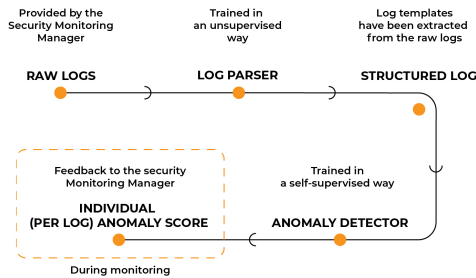 Provided by the
Security Monitoring
Manager
Trained in
an unsupervised
way
Log templates
have been extracted
from the raw logs
RAW LOGS
LOG PARSER
STRUCTURED LOG
Feedback to the security
Monitoring Manager
INDIVIDUAL
(PER LOG) ANOMALY SCORE
Trained in
a self-supervised way
ANOMALY DETECTOR
During monitoring